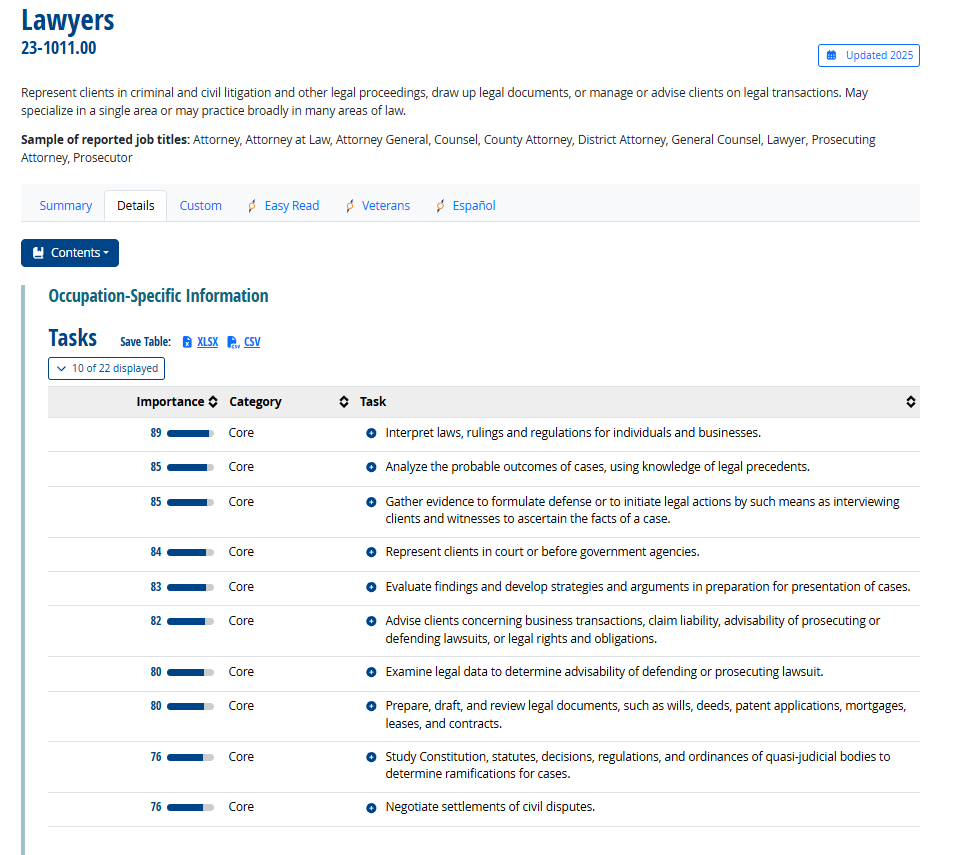 Lawyers
23-1011.00
Updated 2025
Represent clients in criminal and civil litigation and other legal proceedings, draw up legal documents, or manage or advise clients on legal transactions. May
specialize in a single area or may practice broadly in many areas of law.
Sample of reported job titles: Attorney, Attorney at Law, Attorney General, Counsel, County Attorney, District Attorney, General Counsel, Lawyer, Prosecuting
Attorney, Prosecutor
Summary Details Custom Easy Read Veterans Español
Contents
Occupation-Specific Information
Tasks Save Table: XLSX CSV
10 of 22 displayed
Importance Category Task
89 Core Interpret laws, rulings and regulations for individuals and businesses.
85 Core Analyze the probable outcomes of cases, using knowledge of legal precedents.
85 Core Gather evidence to formulate defense or to initiate legal actions by such means as interviewing
clients and witnesses to ascertain the facts of a case.
84 Core Represent clients in court or before government agencies.
83 Core Evaluate findings and develop strategies and arguments in preparation for presentation of cases.
82 Core Advise clients concerning business transactions, claim liability, advisability of prosecuting or
defending lawsuits, or legal rights and obligations.
80 Core Examine legal data to determine advisability of defending or prosecuting lawsuit.
80 Core Prepare, draft, and review legal documents, such as wills, deeds, patent applications, mortgages,
leases, and contracts.
76 Core Study Constitution, statutes, decisions, regulations, and ordinances of quasi-judicial bodies to
determine ramifications for cases.
76 Core Negotiate settlements of civil disputes.